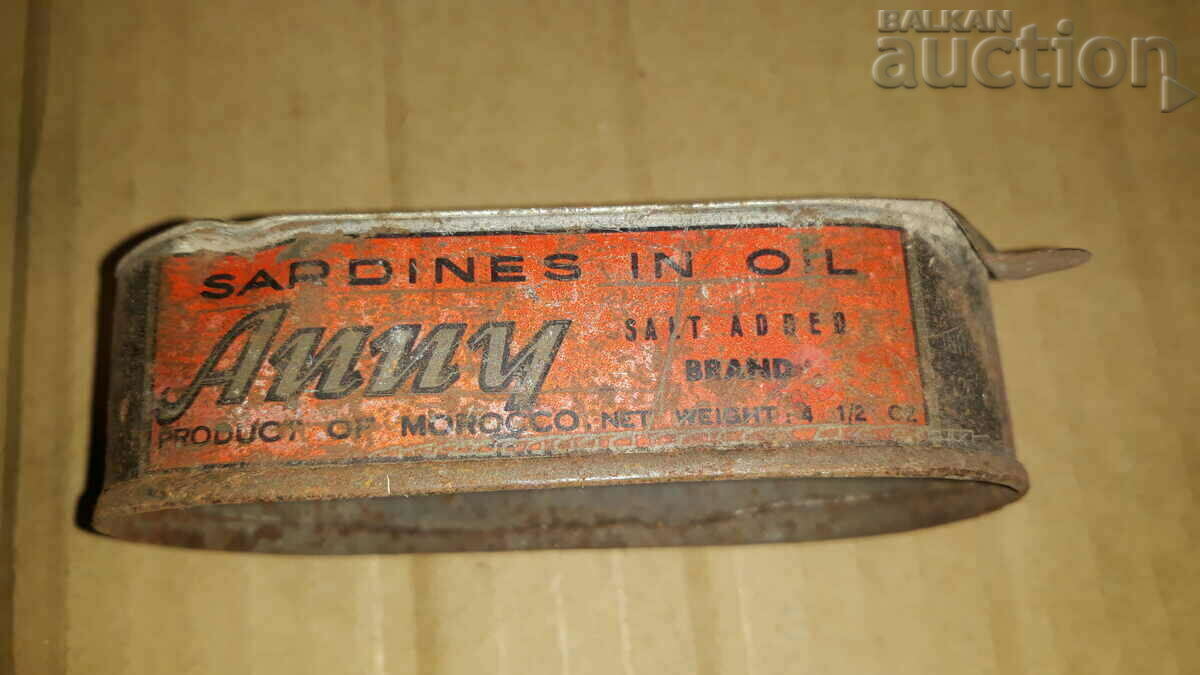 BALKAN
auction
SARDINES IN OIL
Anny
SALT ADDED
BRAND
PRODUCT OF MOROCCO. NET WEIGHT: 4 1/2 OZ